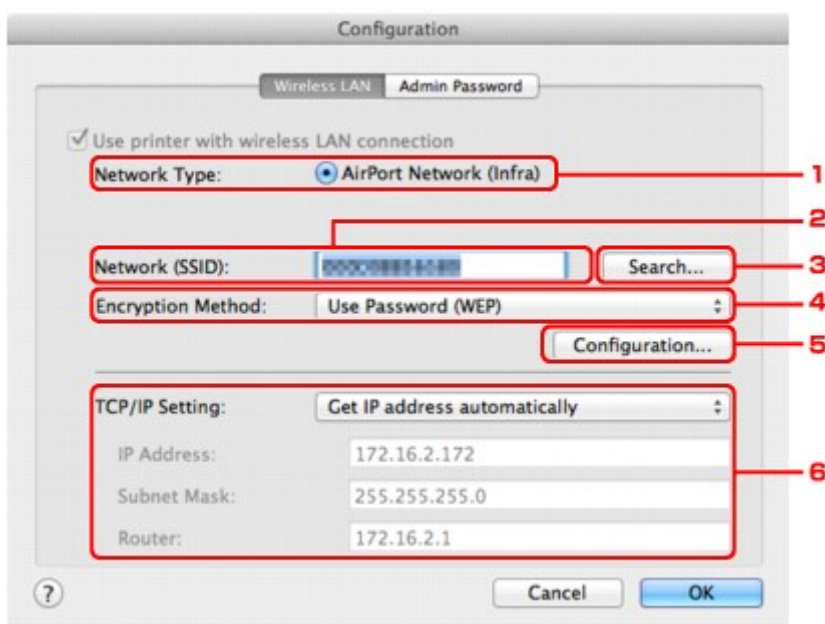 Configuration
Wireless LAN Admin Password
Use printer with wireless LAN connection
Network Type: AirPort Network (Infra) 1
2
Network (SSID): Search... 3
Encryption Method: Use Password (WEP) 4
Configuration... 5
TCP/IP Setting: Get IP address automatically
IP Address: 172.16.2.172
6
Subnet Mask: 255.255.255.0
Router: 172.16.2.1
? Cancel OK